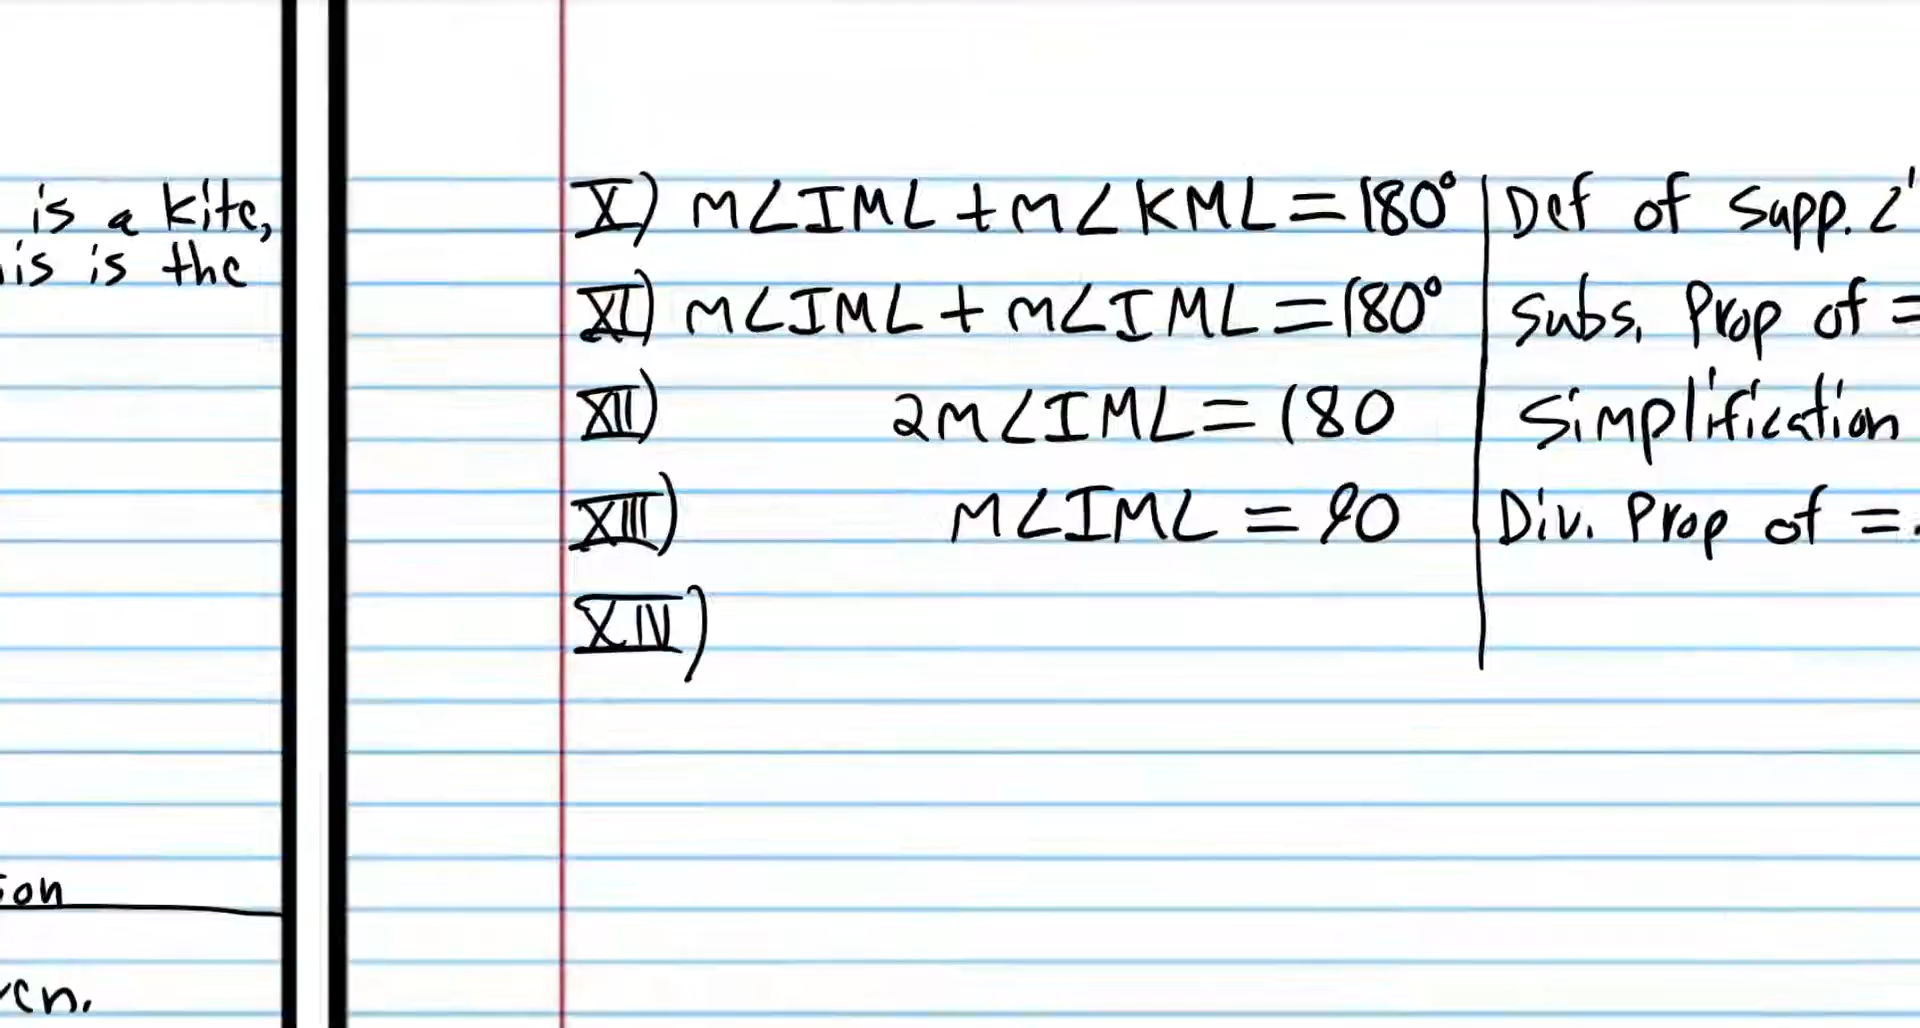 is a kite,
is is the
ion
en.
X) m∠IML + m∠KML = 180° | Def of Supp. ∠'
XI) m∠IML + m∠IML = 180° | Subs. Prop of =
XII) 2m∠IML = 180 | Simplification
XIII) m∠IML = 90 | Div. Prop of =.
XIV)